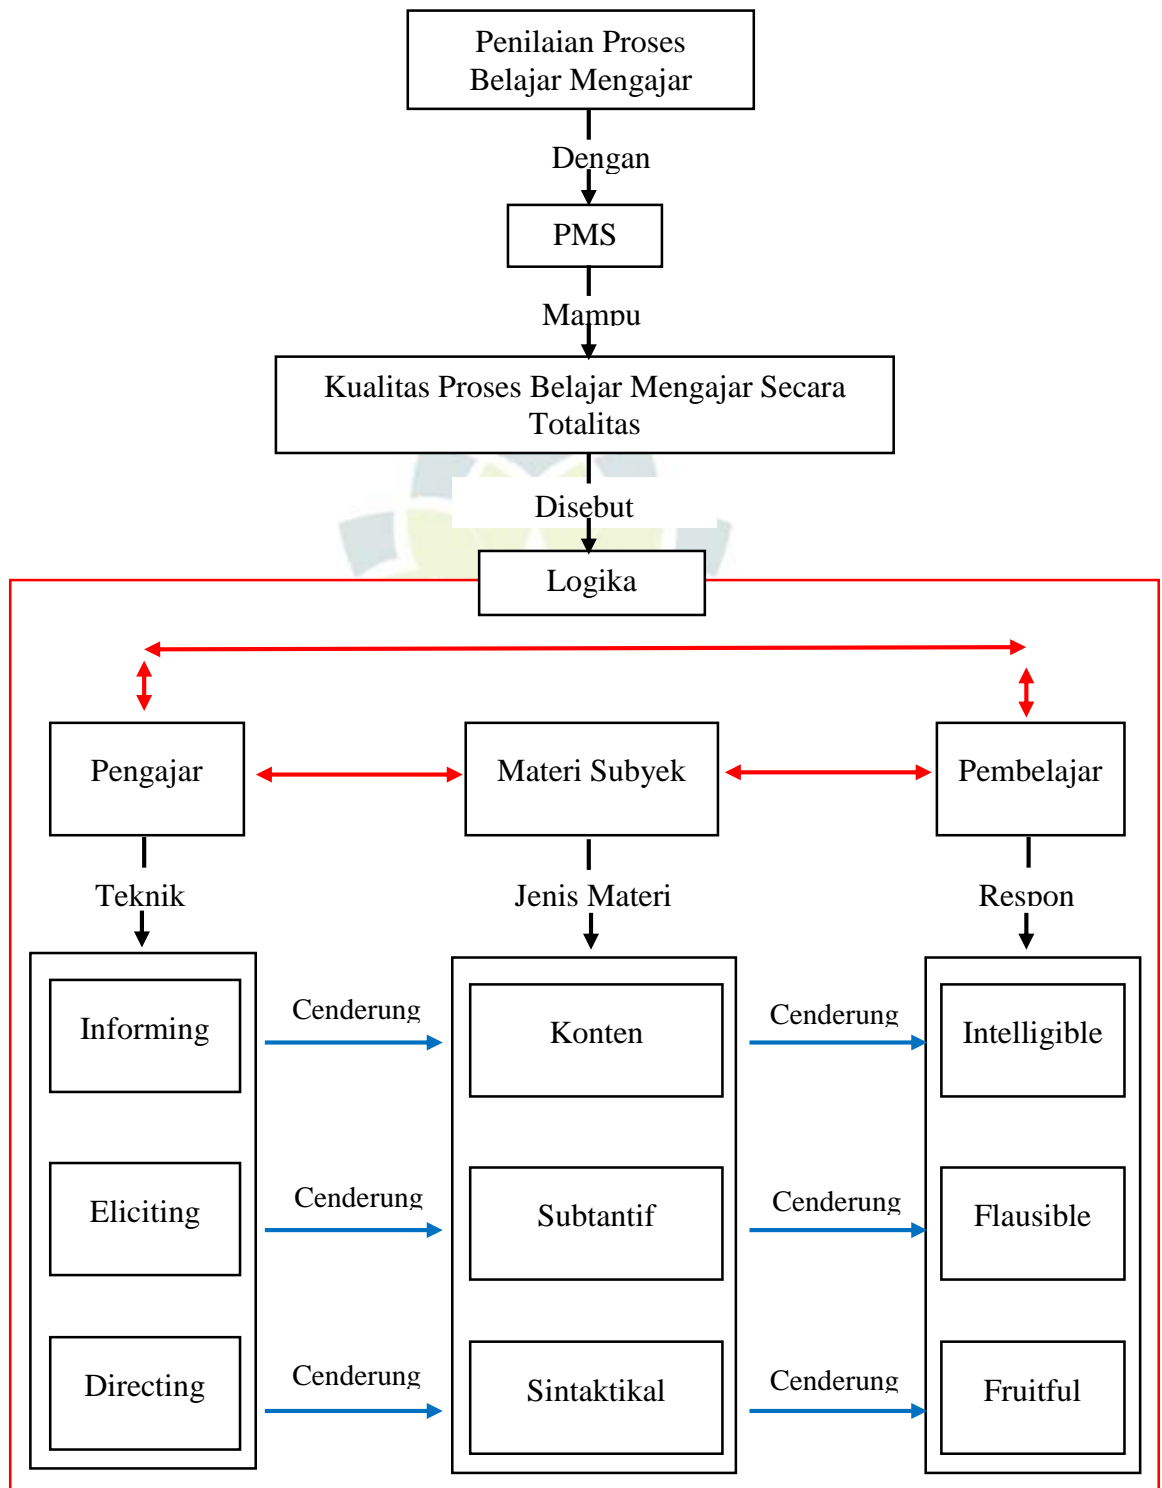 Penilaian Proses
Belajar Mengajar
Dengan
PMS
Mampu
Kualitas Proses Belajar Mengajar Secara
Totalitas
Disebut
Logika
Pengajar
Materi Subyek
Pembelajar
Teknik
Jenis Materi
Respon
Informing
Cenderung
Konten
Cenderung
Intelligible
Eliciting
Cenderung
Subtantif
Cenderung
Flausible
Directing
Cenderung
Sintaktikal
Cenderung
Fruitful